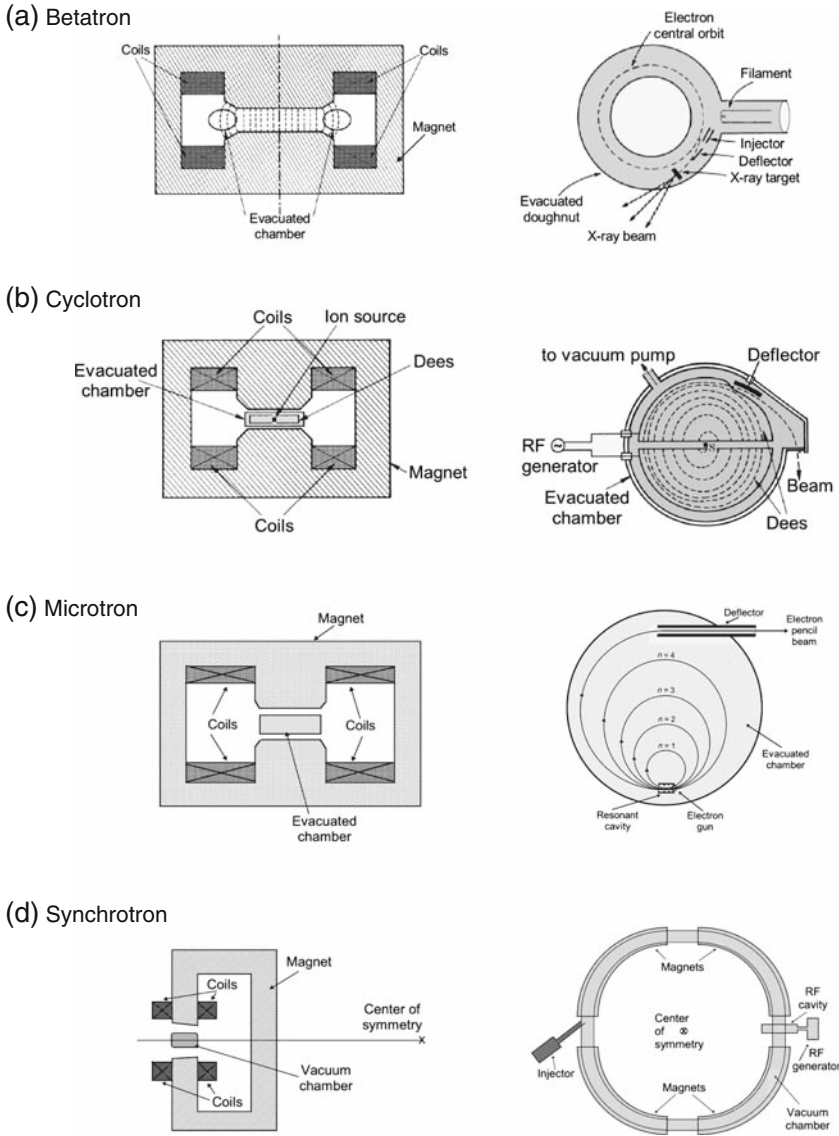 (a) Betatron
Coils
Coils
Magnet
Evacuated
chamber
Electron
central orbit
Filament
Injector
Deflector
X-ray target
Evacuated
doughnut
X-ray beam
(b) Cyclotron
Coils
Ion source
Evacuated
chamber
Dees
Magnet
Coils
to vacuum pump
Deflector
RF
generator
S
Beam
Evacuated
chamber
Dees
(c) Microtron
Magnet
Coils
Coils
Evacuated
chamber
Deflector
Electron
pencil
beam
n = 4
n = 3
n = 2
n = 1
Evacuated
chamber
Resonant
cavity
Electron
gun
(d) Synchrotron
Magnet
Coils
Center of
symmetry
x
Vacuum
chamber
Coils
Magnets
RF
cavity
Center
of ⊗
symmetry
RF
generator
Injector
Magnets
Vacuum
chamber